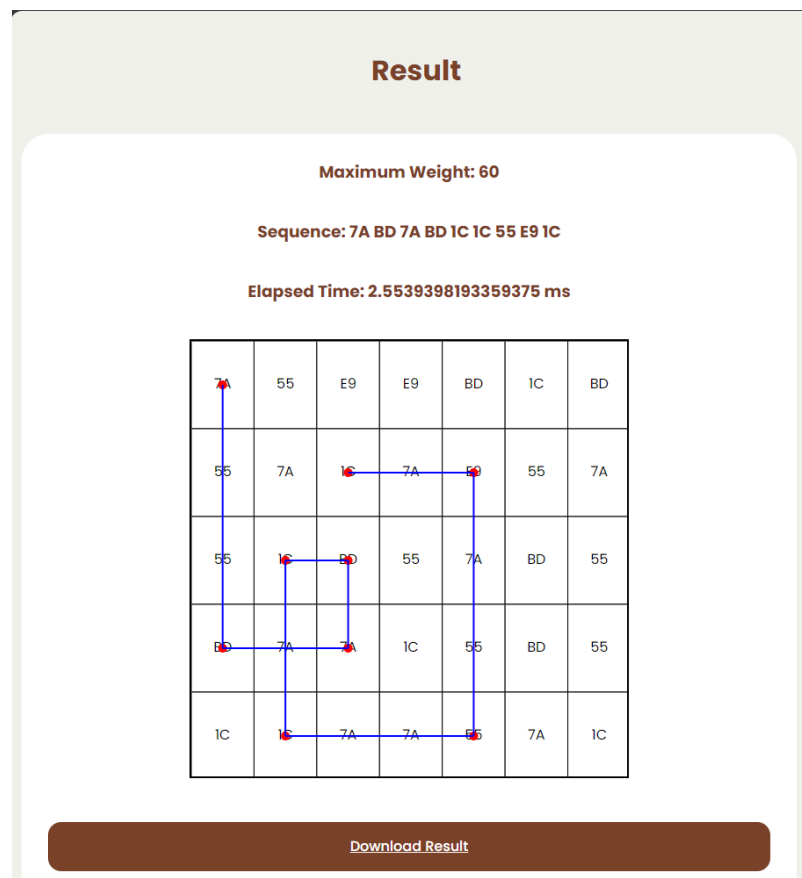 Result
Maximum Weight: 60
Sequence: 7A BD 7A BD 1C 1C 55 E9 1C
Elapsed Time: 2.5539398193359375 ms
7A 55 E9 E9 BD 1C BD
55 7A 1C 7A E9 55 7A
55 1C BD 55 7A BD 55
BD 7A 7A 1C 55 BD 55
1C 1C 7A 7A 55 7A 1C
Download Result